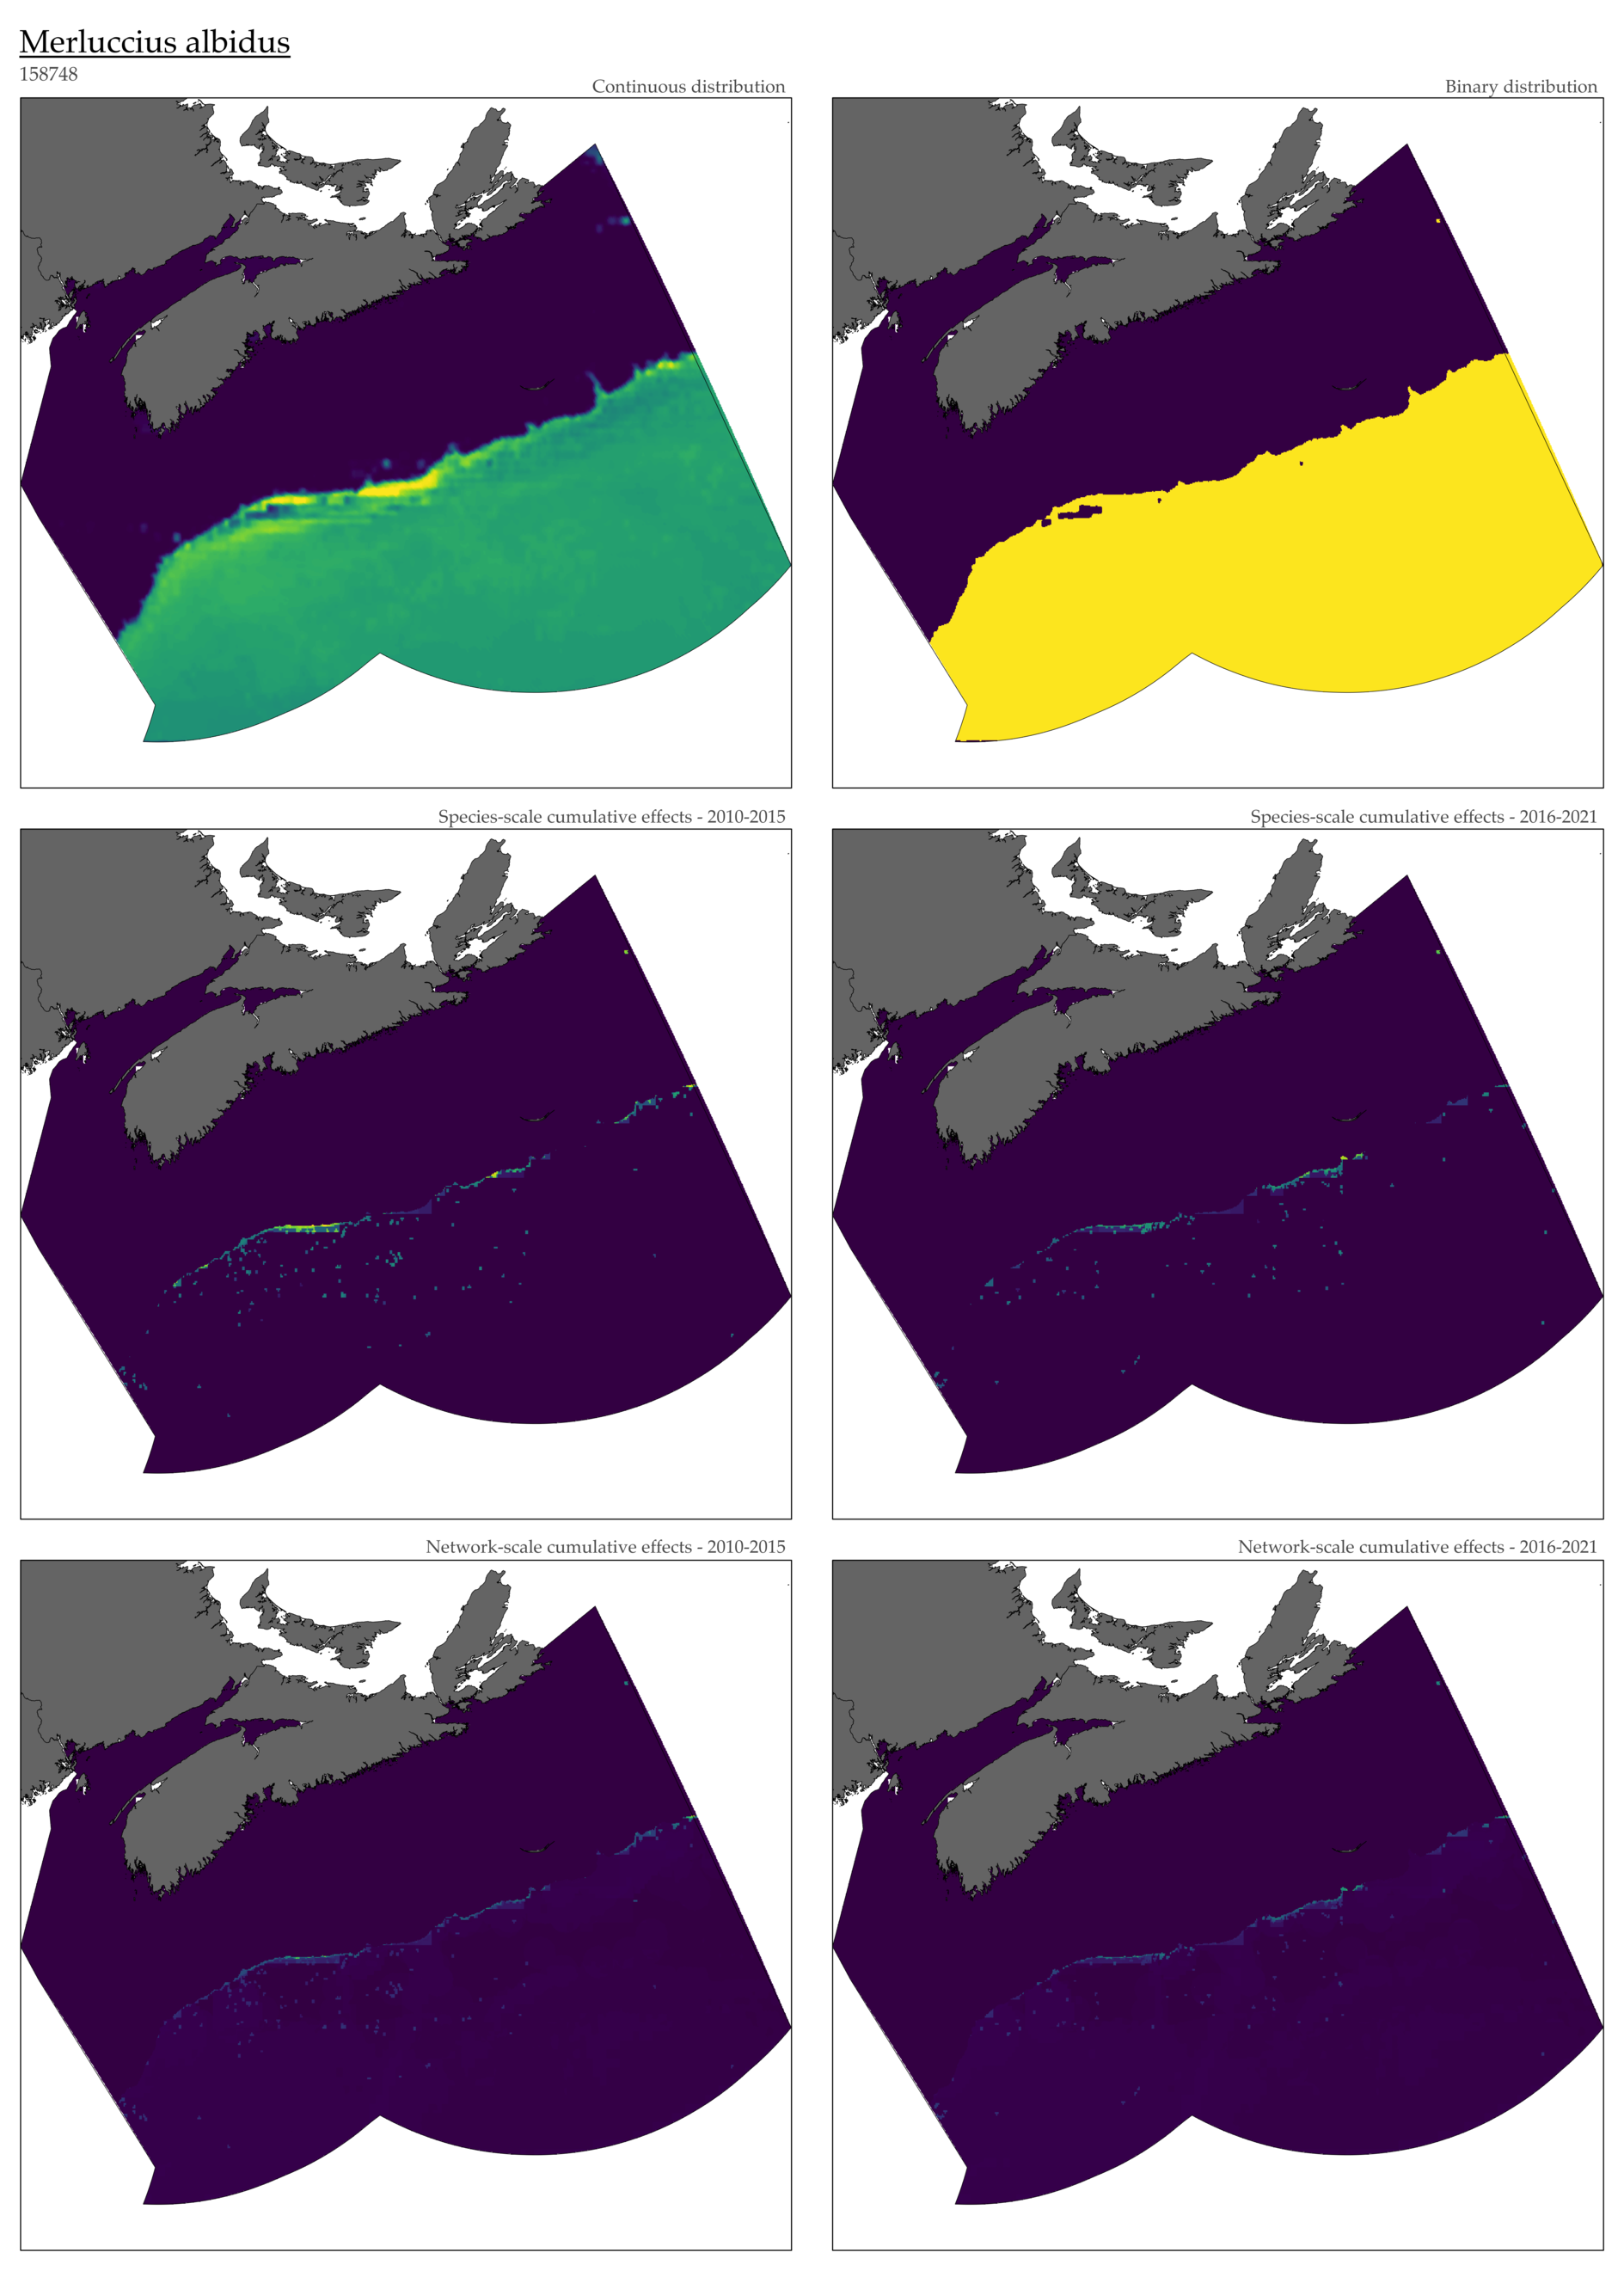 Merluccius albidus
158748
Continuous distribution
Binary distribution
Species-scale cumulative effects - 2010-2015
Species-scale cumulative effects - 2016-2021
Network-scale cumulative effects - 2010-2015
Network-scale cumulative effects - 2016-2021